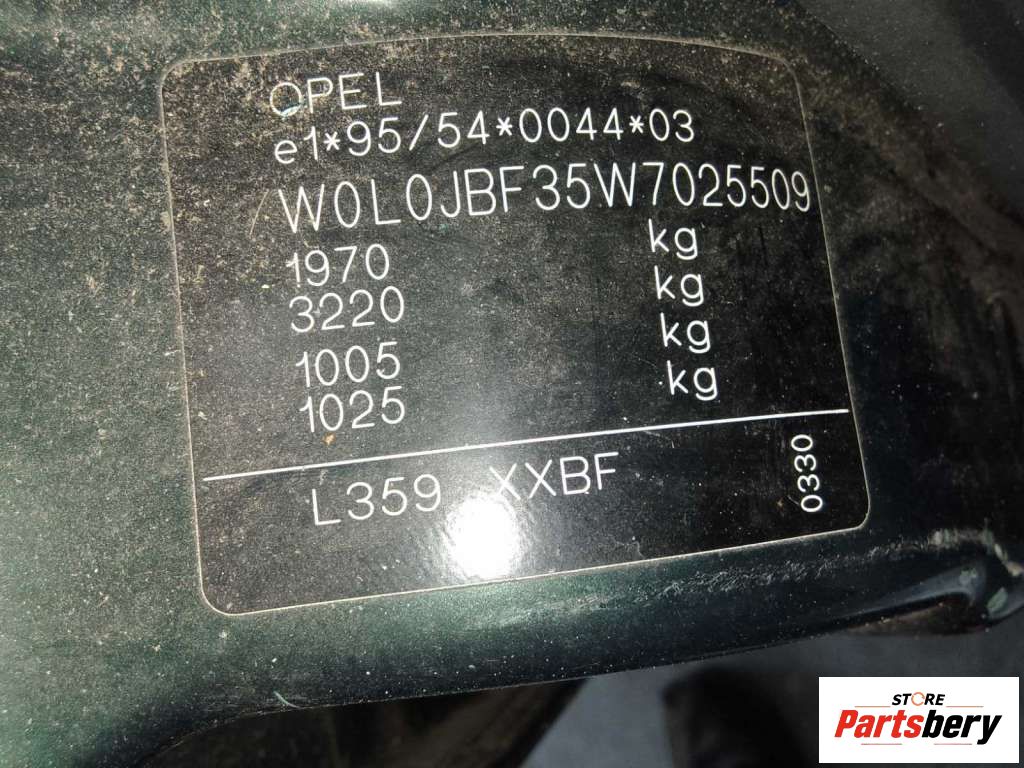 OPEL
e1*95/54*0044*03
W0L0JBF35W7025509
1970 kg
3220 kg
1005 kg
1025 kg
L359 XXBF
0330
STORE
Partsbery